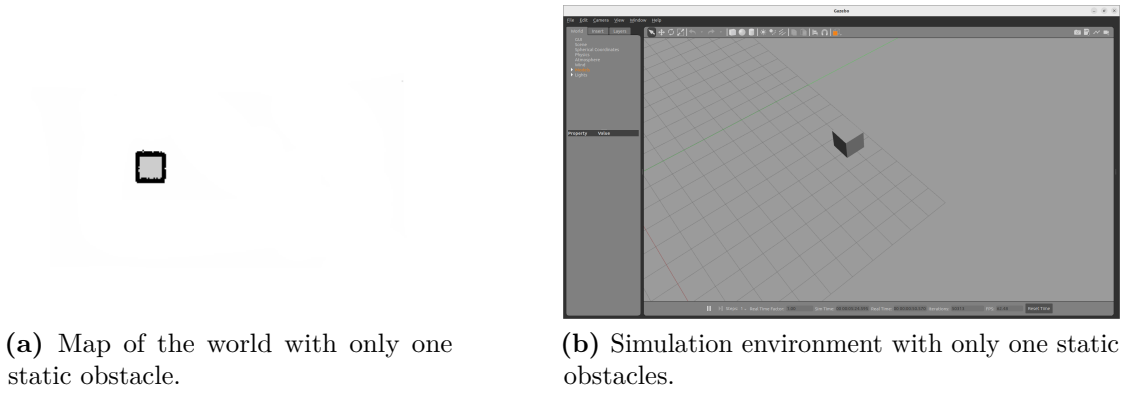 Gazebo
File Edit Camera View Window Help
World Insert Layers
GUI
Scene
Spherical Coordinates
Physics
Atmosphere
Wind
Lights
Property Value
Real Time Factor: Sim Time: Real Time: Iterations: FPS: Reset Time
(a) Map of the world with only one
static obstacle.
(b) Simulation environment with only one static
obstacles.